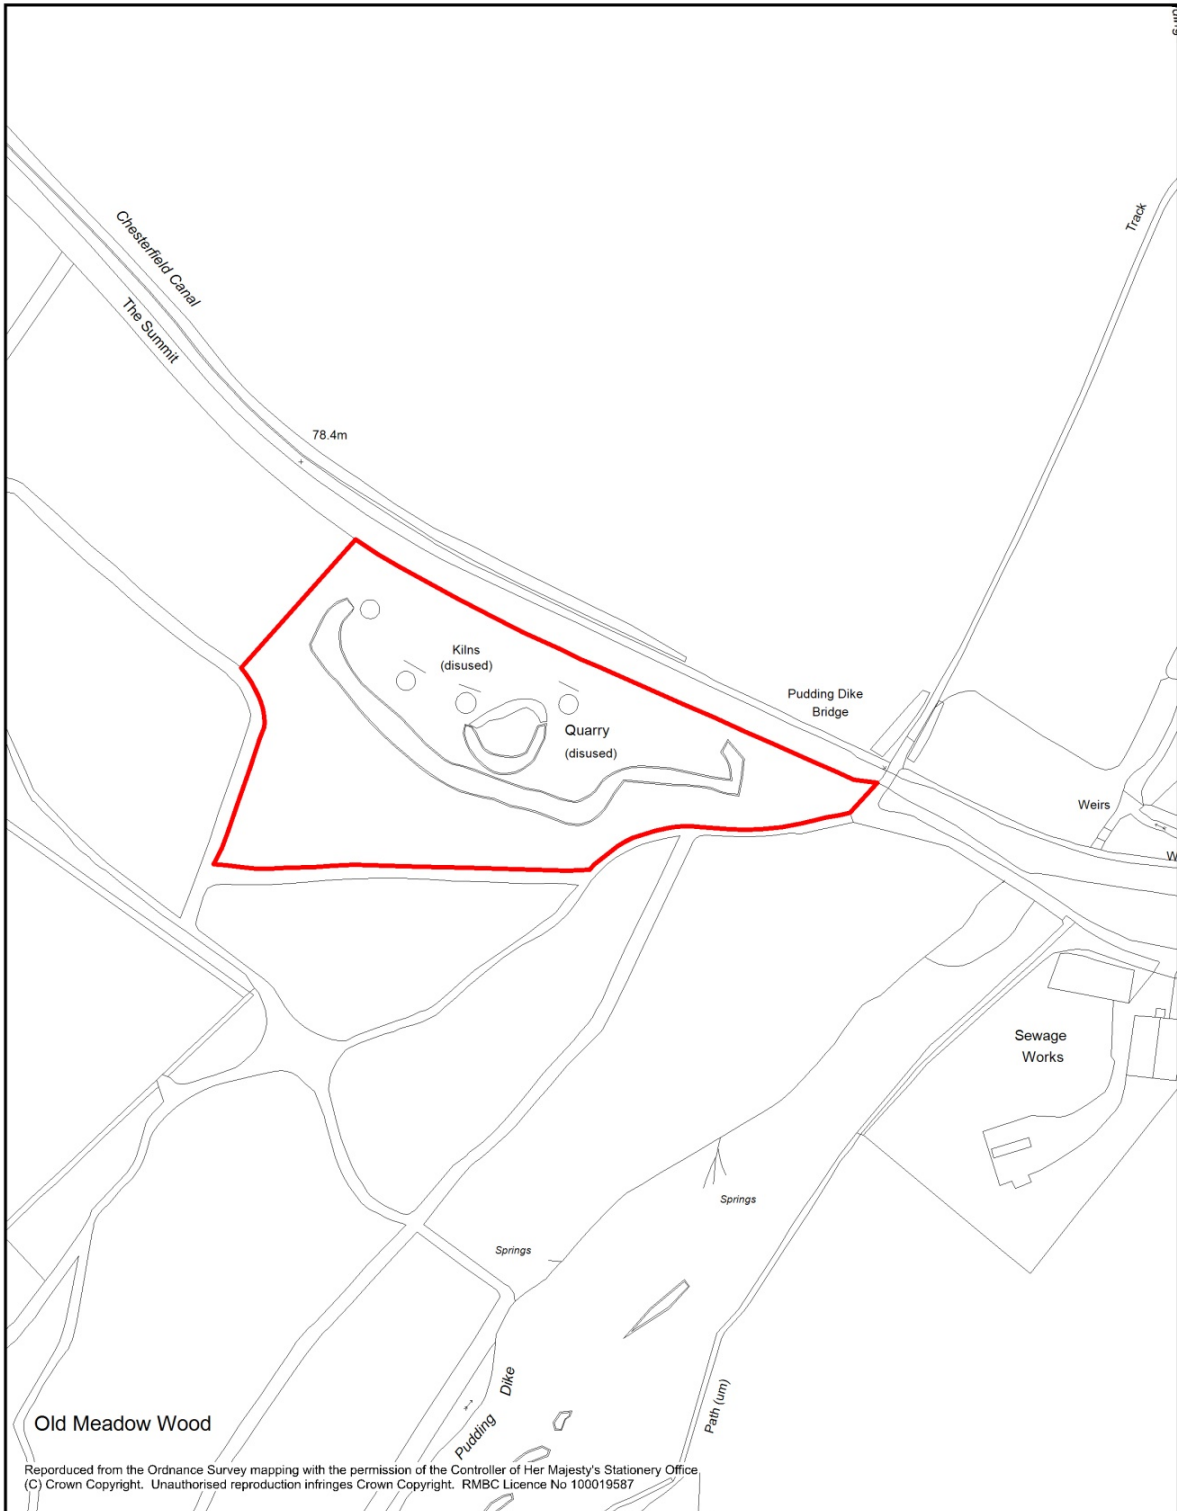 Track
Chesterfield Canal
The Summit
78.4m
Kilns
(disused)
Pudding Dike
Bridge
Quarry
(disused)
Weirs
W
Sewage
Works
Springs
Springs
Pudding Dike
Path (um)
Old Meadow Wood
Reporduced from the Ordnance Survey mapping with the permission of the Controller of Her Majesty's Stationery Office
(C) Crown Copyright. Unauthorised reproduction infringes Crown Copyright. RMBC Licence No 100019587